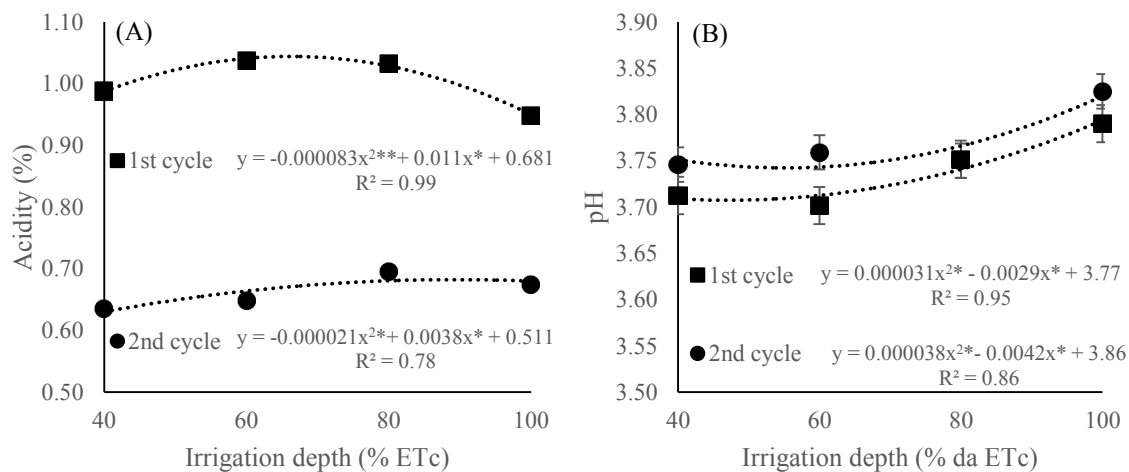 (A)
1.10
1.00
0.90
0.80
0.70
0.60
0.50
Acidity (%)
1st cycle y = -0.000083x²**+ 0.011x* + 0.681
R² = 0.99
2nd cycle y = -0.000021x²*+ 0.0038x* + 0.511
R² = 0.78
40 60 80 100
Irrigation depth (% ETc)
(B)
3.90
3.85
3.80
3.75
3.70
3.65
3.60
3.55
3.50
pH
1st cycle y = 0.000031x²* - 0.0029x* + 3.77
R² = 0.95
2nd cycle y = 0.000038x²*- 0.0042x* + 3.86
R² = 0.86
40 60 80 100
Irrigation depth (% da ETc)